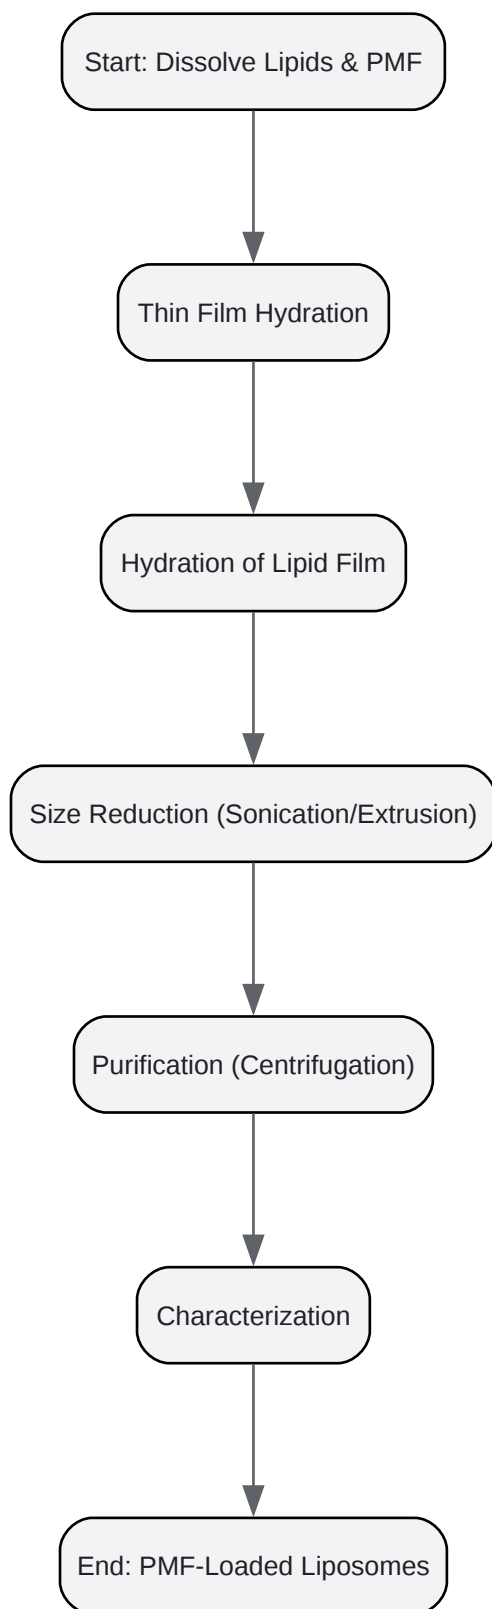 Start: Dissolve Lipids & PMF
Thin Film Hydration
Hydration of Lipid Film
Size Reduction (Sonication/Extrusion)
Purification (Centrifugation)
Characterization
End: PMF-Loaded Liposomes